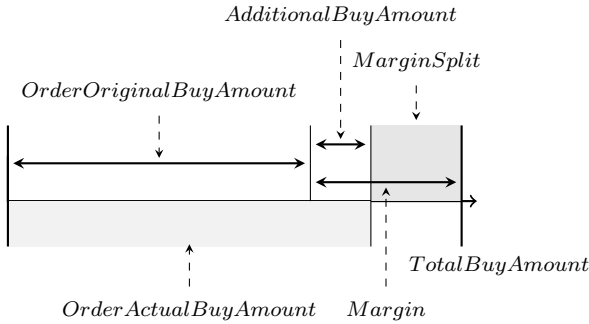 AdditionalBuyAmount
MarginSplit
OrderOriginalBuyAmount
TotalBuyAmount
OrderActualBuyAmount
Margin